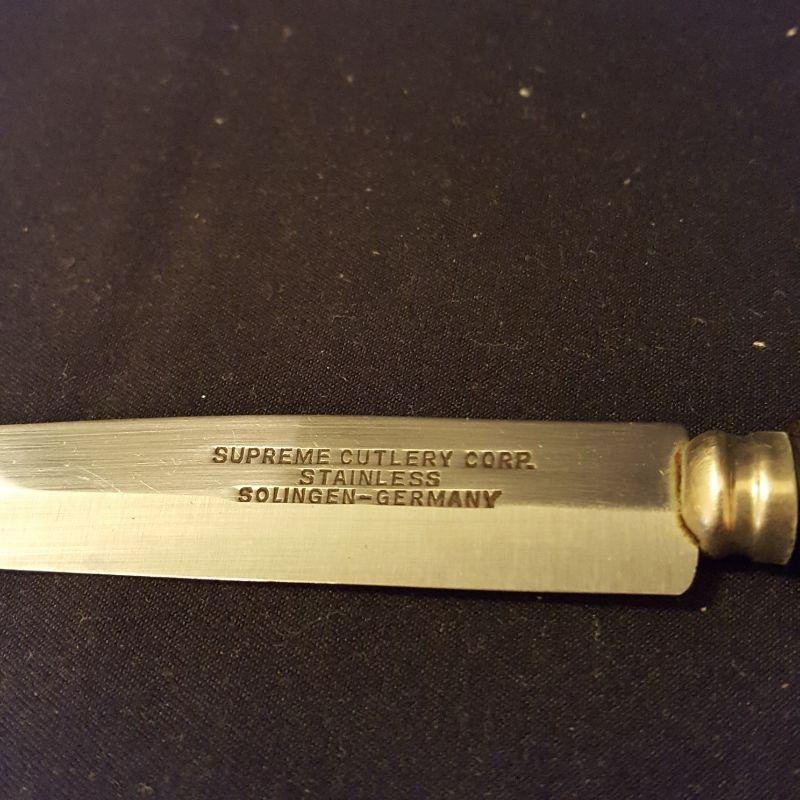 SUPREME CUTLERY CORP.
STAINLESS
SOLINGEN-GERMANY